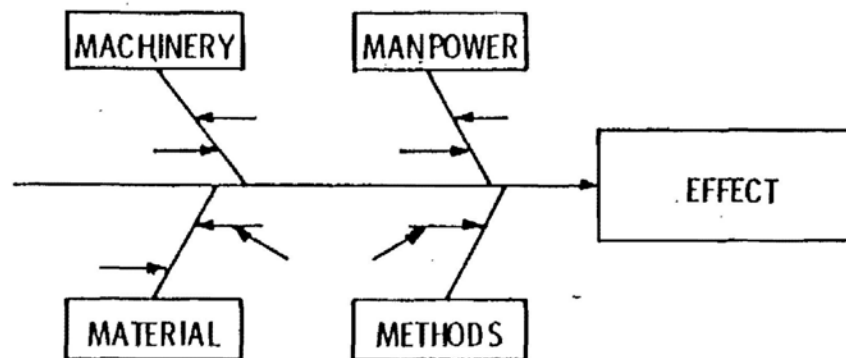 MACHINERY
MANPOWER
EFFECT
MATERIAL
METHODS